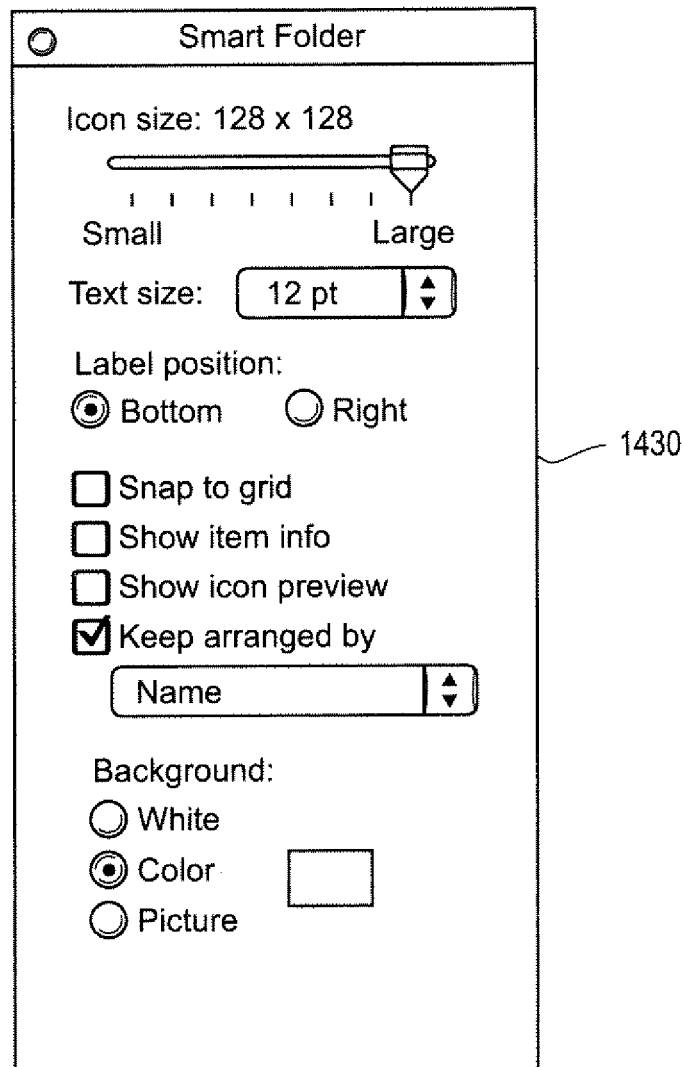 Smart Folder
Icon size: 128 x 128
Small Large
Text size: 12 pt
Label position:
Bottom Right
1430
Snap to grid
Show item info
Show icon preview
Keep arranged by
Name
Background:
White
Color
Picture